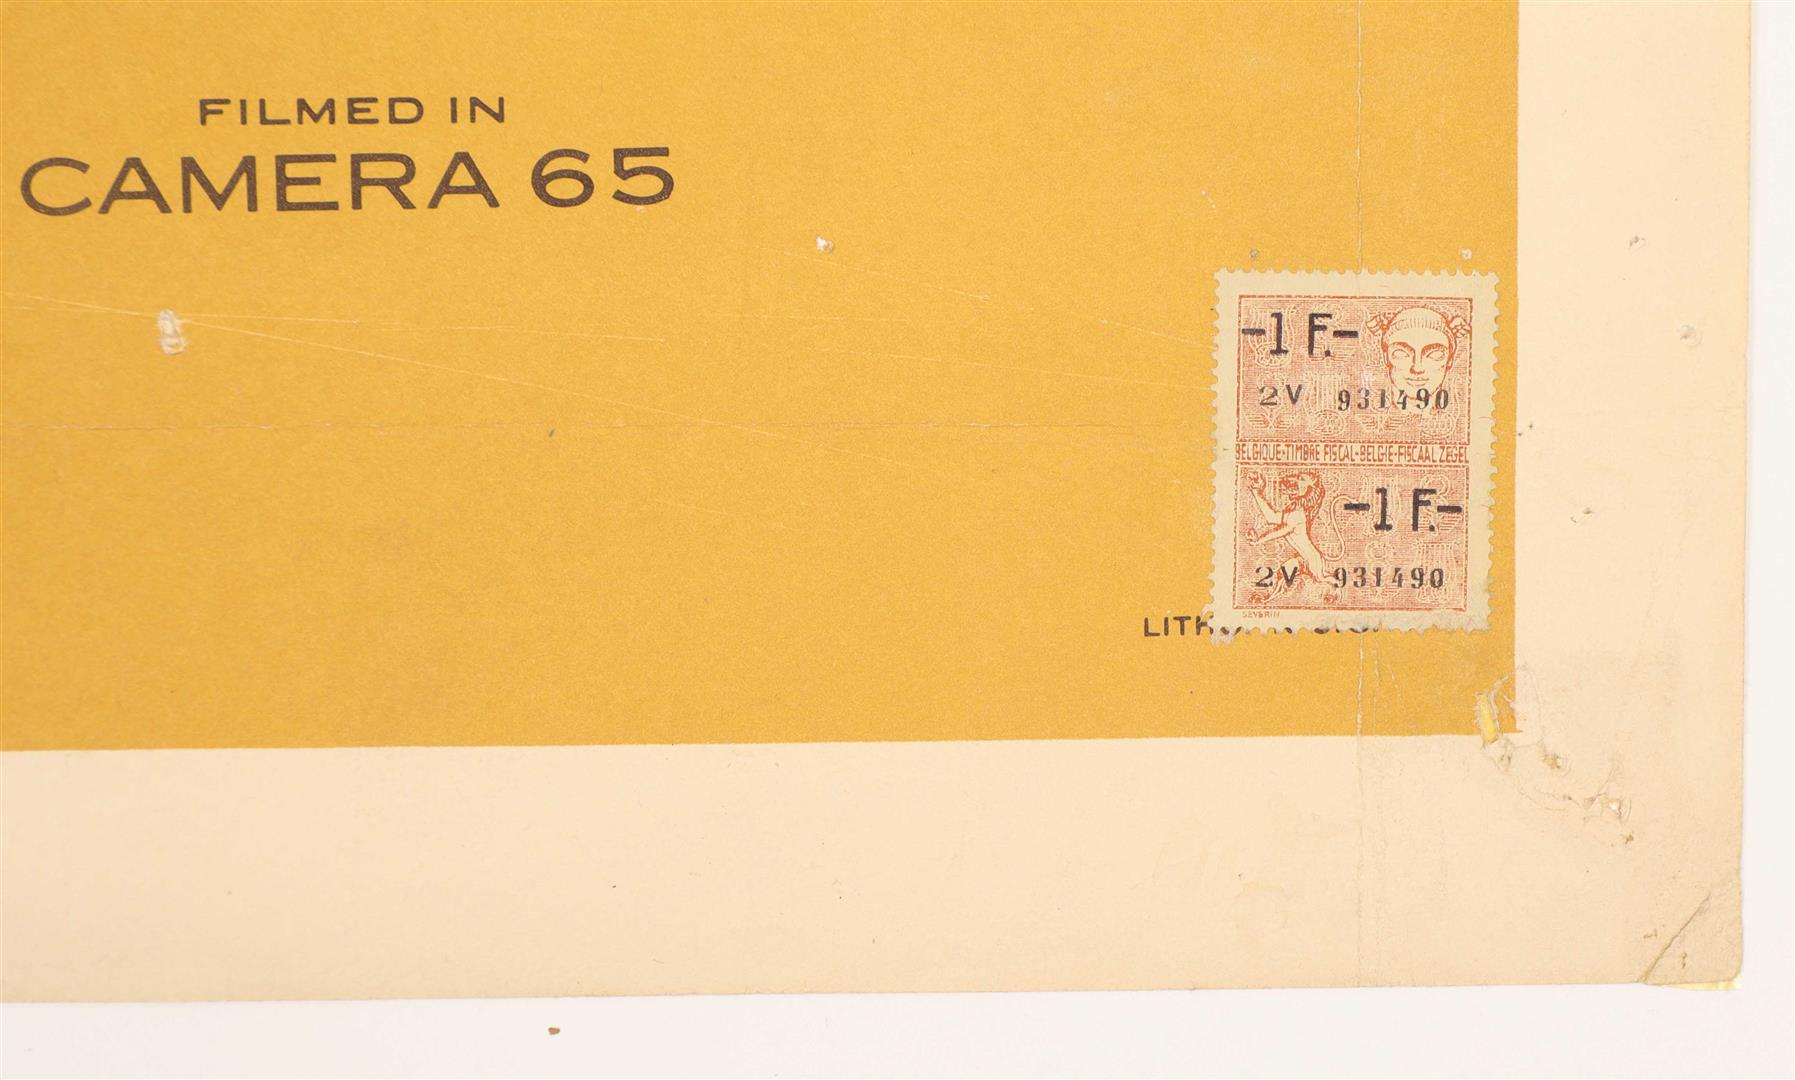 FILMED IN
CAMERA 65
-1 F.-
2V 931490
BELGIQUE-TIMBRE FISCAL-BELGIE-FISCAAL ZEGEL
-1 F.-
2V 931490
SEVERIN